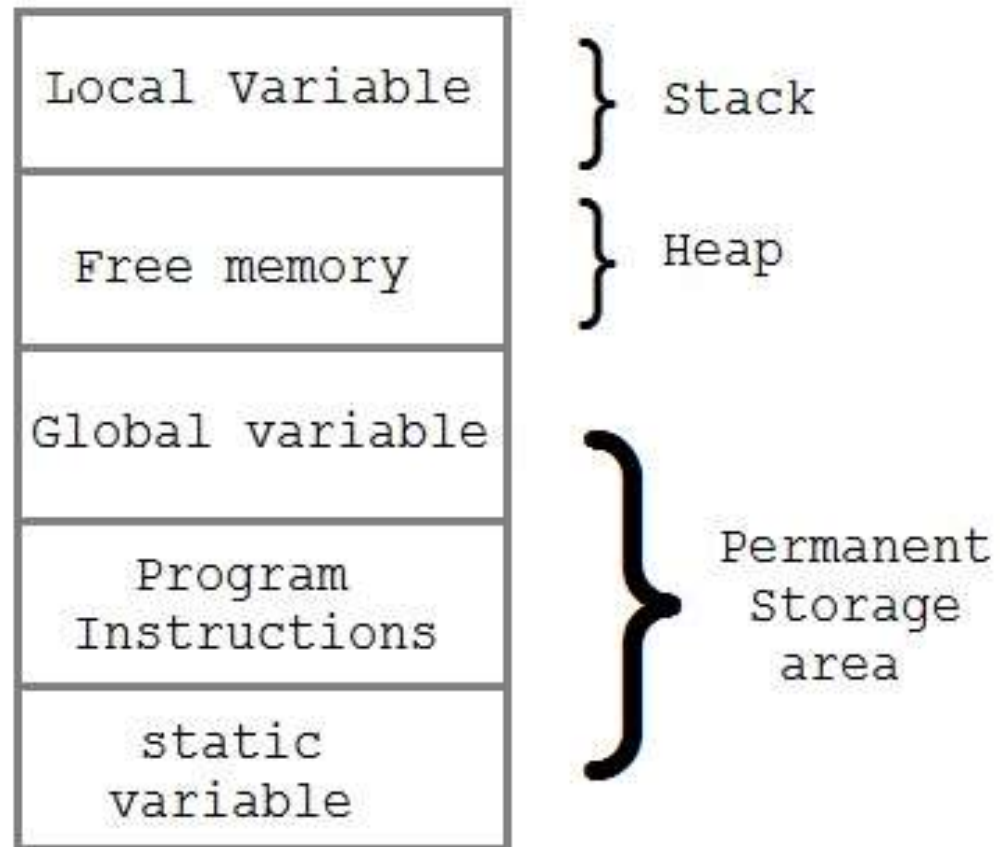 Local Variable
Stack
Free memory
Heap
Global variable
Program
Instructions
Permanent
Storage
area
static
variable